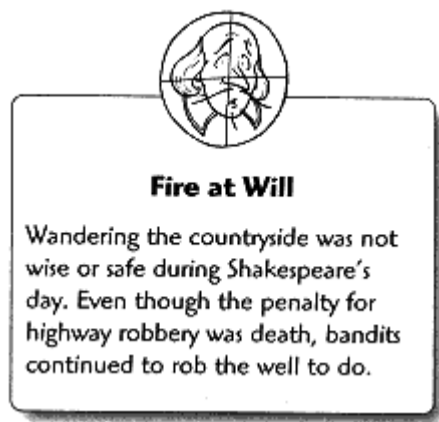 Fire at Will
Wandering the countryside was not
wise or safe during Shakespeare's
day. Even though the penalty for
highway robbery was death, bandits
continued to rob the well to do.